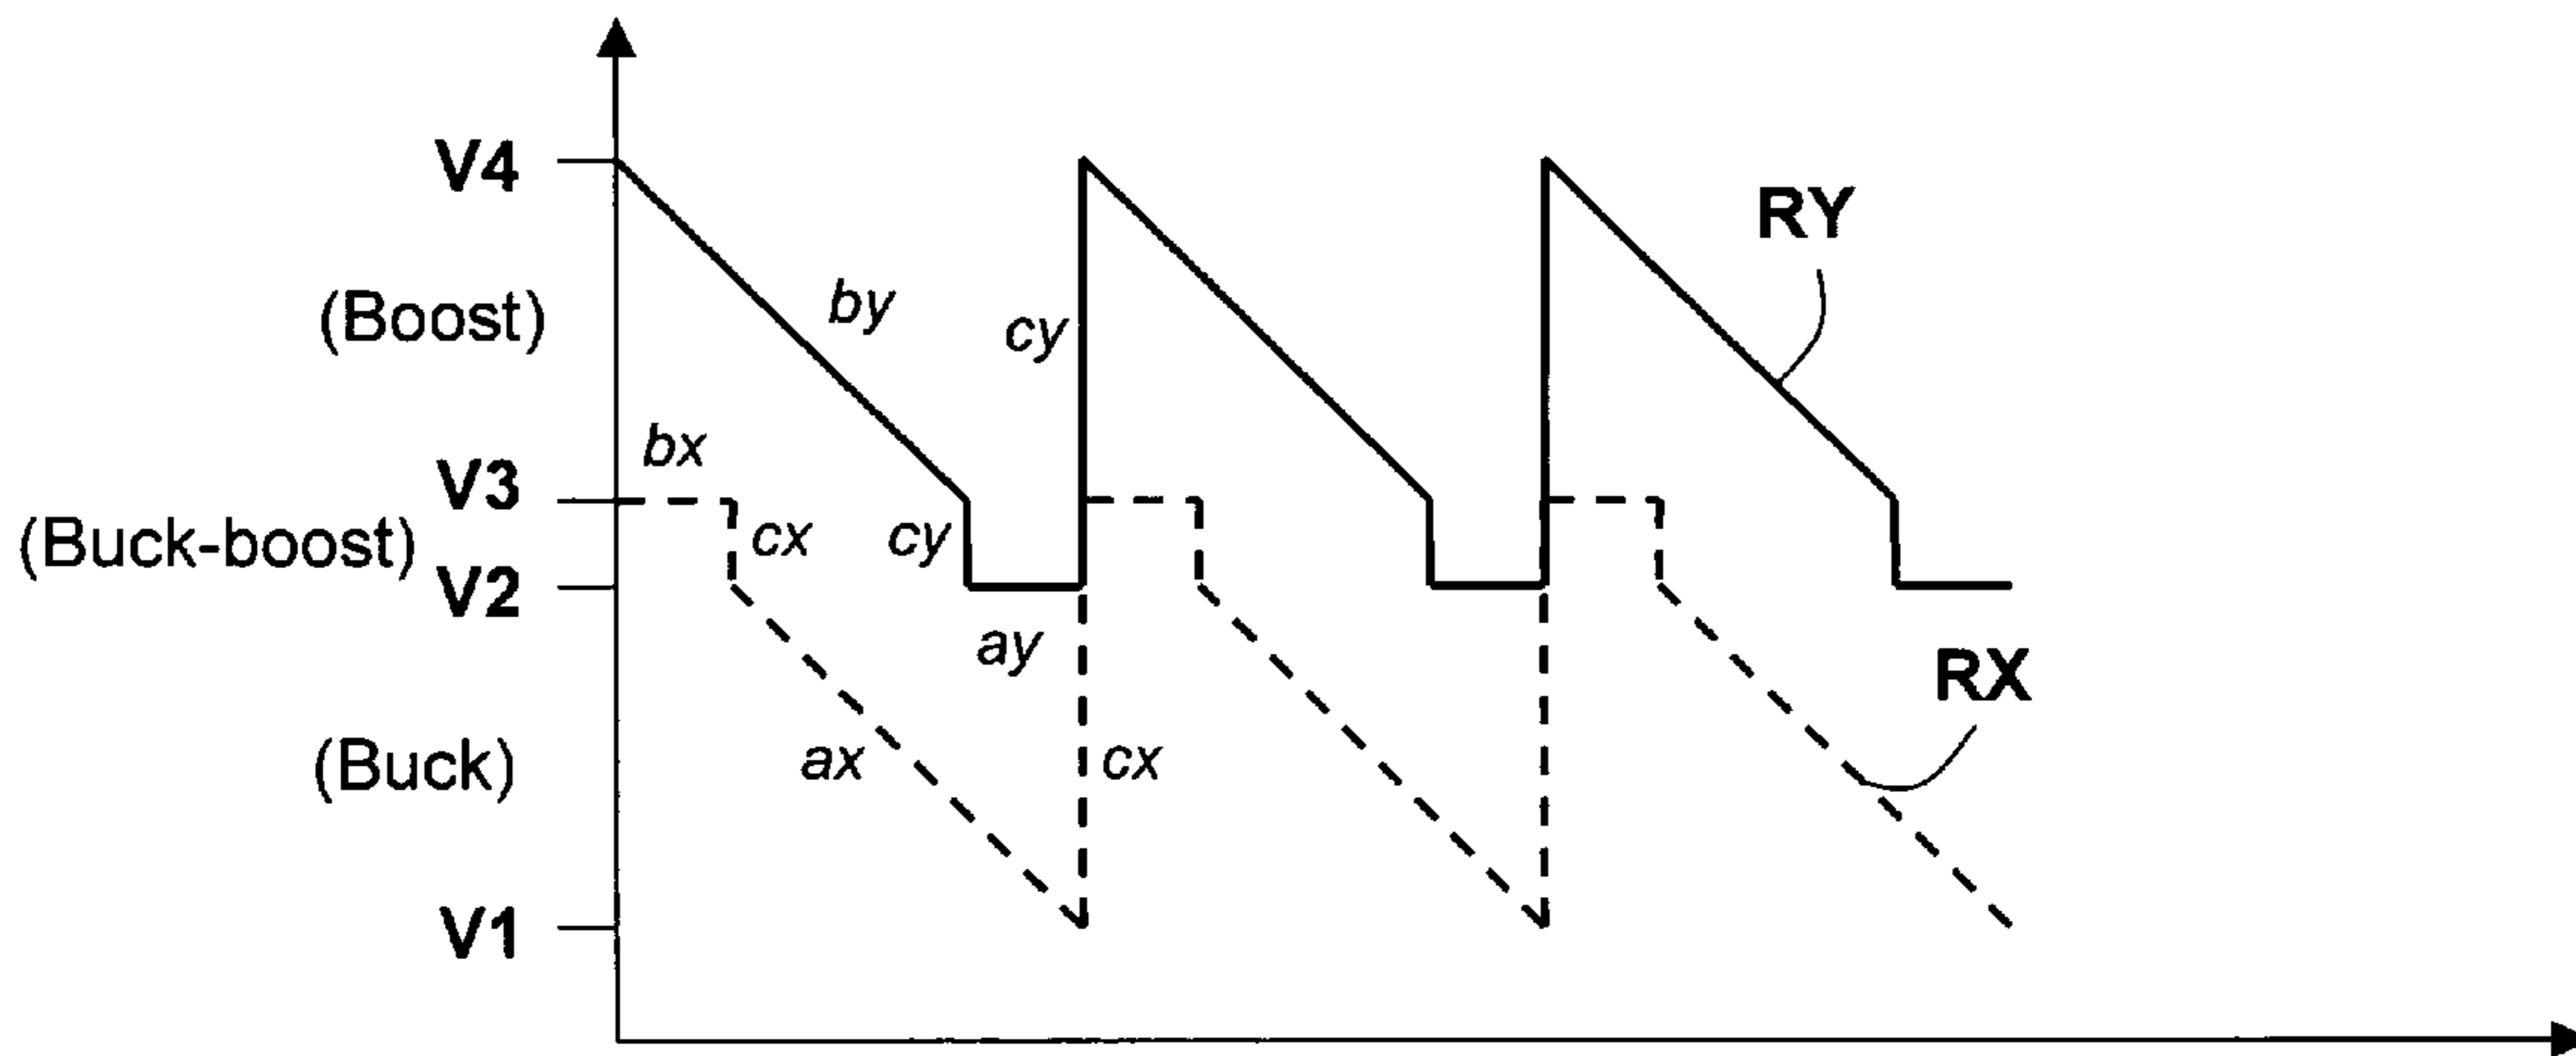 V4
RY
(Boost)
by
cy
bx
V3
(Buck-boost)
cx
cy
V2
ay
RX
(Buck)
ax
cx
V1